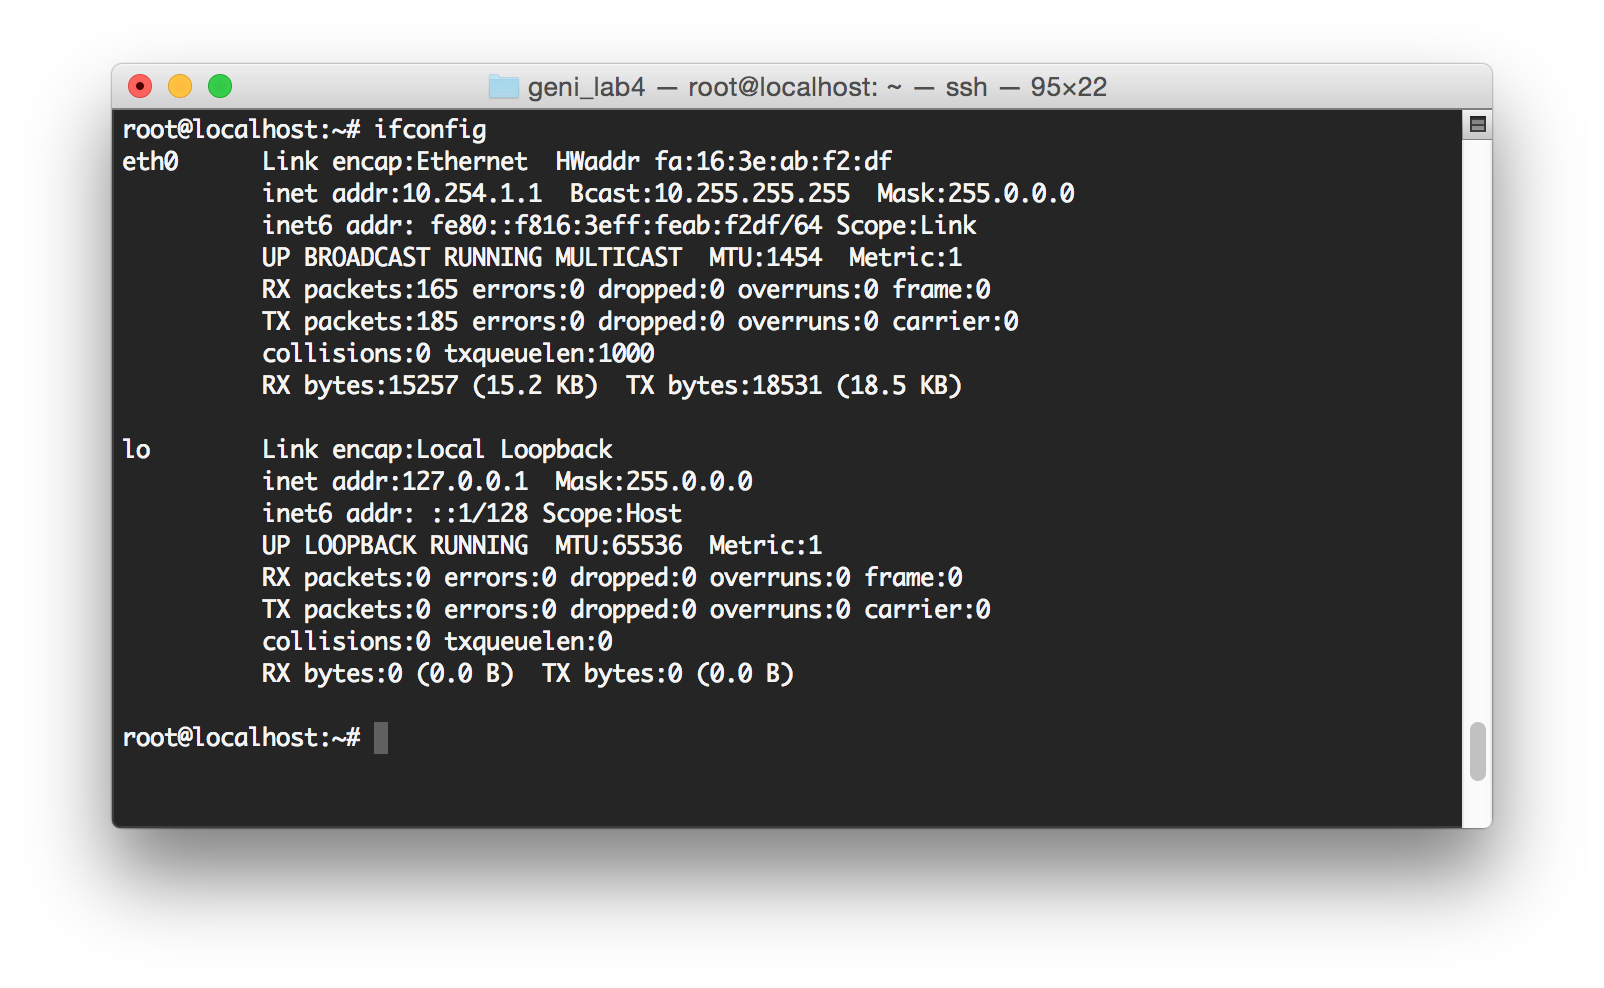 geni_lab4 — root@localhost: ~ — ssh — 95×22
root@localhost:~# ifconfig
eth0      Link encap:Ethernet  HWaddr fa:16:3e:ab:f2:df
          inet addr:10.254.1.1  Bcast:10.255.255.255  Mask:255.0.0.0
          inet6 addr: fe80::f816:3eff:feab:f2df/64 Scope:Link
          UP BROADCAST RUNNING MULTICAST  MTU:1454  Metric:1
          RX packets:165 errors:0 dropped:0 overruns:0 frame:0
          TX packets:185 errors:0 dropped:0 overruns:0 carrier:0
          collisions:0 txqueuelen:1000
          RX bytes:15257 (15.2 KB)  TX bytes:18531 (18.5 KB)

lo        Link encap:Local Loopback
          inet addr:127.0.0.1  Mask:255.0.0.0
          inet6 addr: ::1/128 Scope:Host
          UP LOOPBACK RUNNING  MTU:65536  Metric:1
          RX packets:0 errors:0 dropped:0 overruns:0 frame:0
          TX packets:0 errors:0 dropped:0 overruns:0 carrier:0
          collisions:0 txqueuelen:0
          RX bytes:0 (0.0 B)  TX bytes:0 (0.0 B)

root@localhost:~#